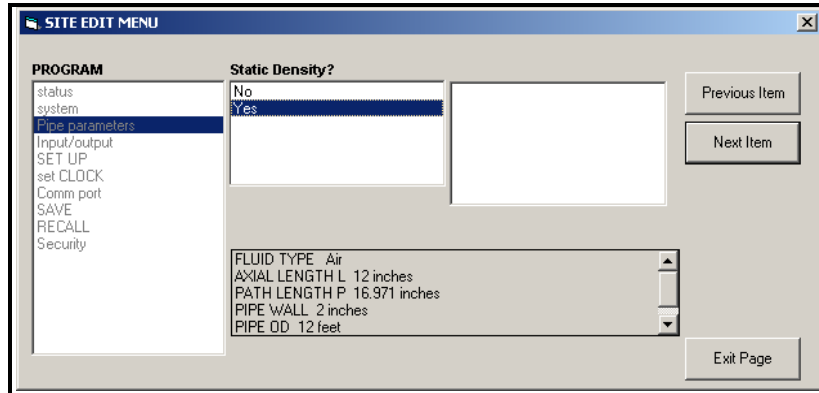 SITE EDIT MENU
PROGRAM
status
system
Pipe parameters
Input/output
SET UP
set CLOCK
Comm port
SAVE
RECALL
Security
Static Density?
No
Yes
Previous Item
Next Item
FLUID TYPE Air
AXIAL LENGTH L 12 inches
PATH LENGTH P 16.971 inches
PIPE WALL 2 inches
PIPE OD 12 feet
Exit Page